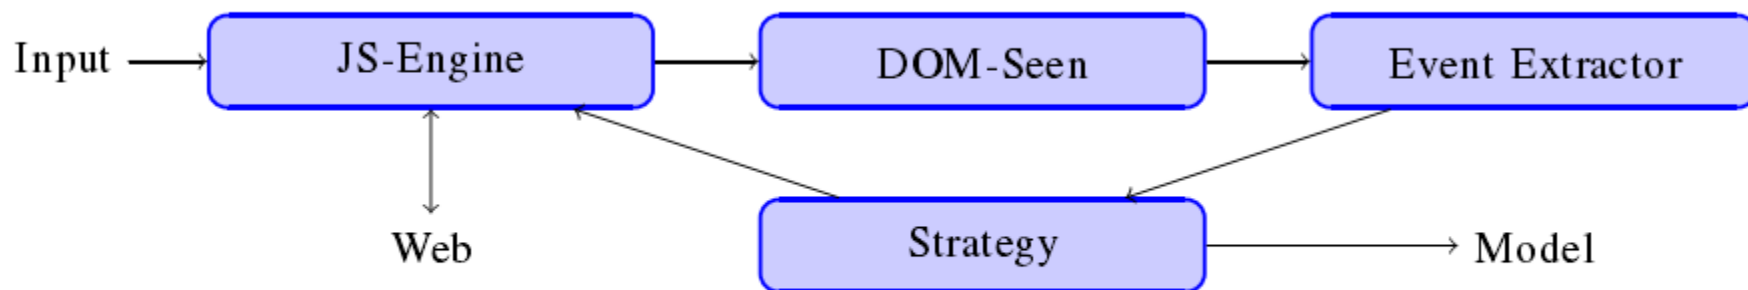 Input
JS-Engine
DOM-Seen
Event Extractor
Web
Strategy
Model